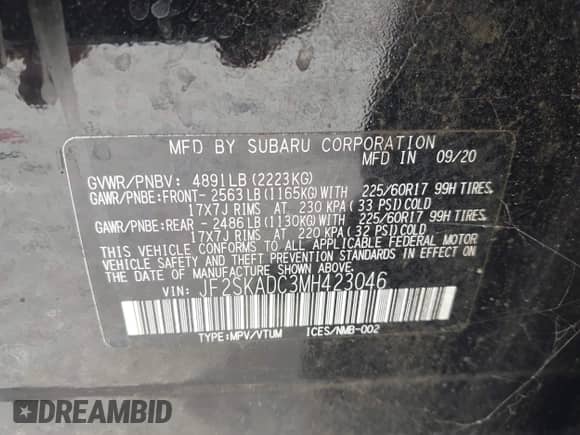 MFD BY SUBARU CORPORATION
MFD IN 09/20
GVWR/PNBV: 4891LB(2223KG)
GAWR/PNBE:FRONT-2563LB(1165KG)WITH 225/60R17 99H TIRES,
17X7J RIMS AT 230 KPA(33 PSI)COLD
GAWR/PNBE:REAR -2486LB(1130KG)WITH 225/60R17 99H TIRES,
17X7J RIMS AT 220 KPA(32 PSI)COLD
THIS VEHICLE CONFORMS TO ALL APPLICABLE FEDERAL MOTOR
VEHICLE SAFETY AND THEFT PREVENTION STANDARDS IN EFFECT ON
THE DATE OF MANUFACTURE SHOWN ABOVE.
VIN: JF2SKADC3MH423046
TYPE:MPV/VTUM ICES/NMB-002
DREAMBID